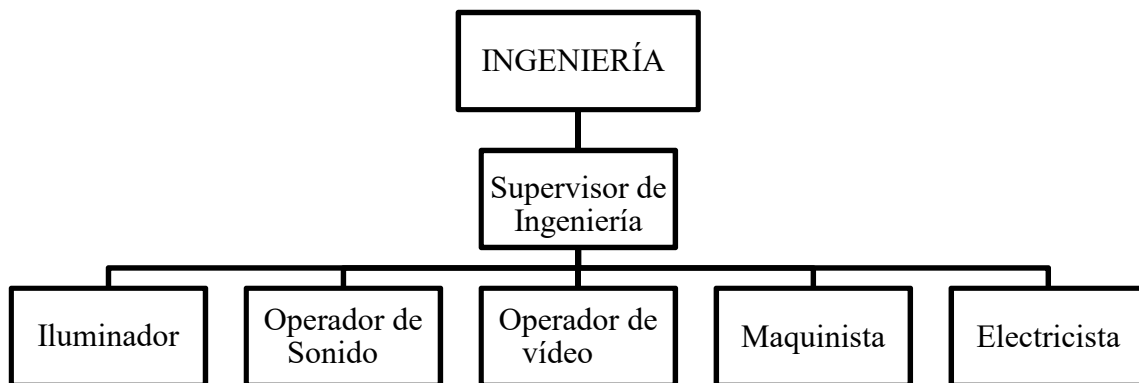 INGENIERÍA
Supervisor de
Ingeniería
Iluminador
Operador de
Sonido
Operador de
vídeo
Maquinista
Electricista